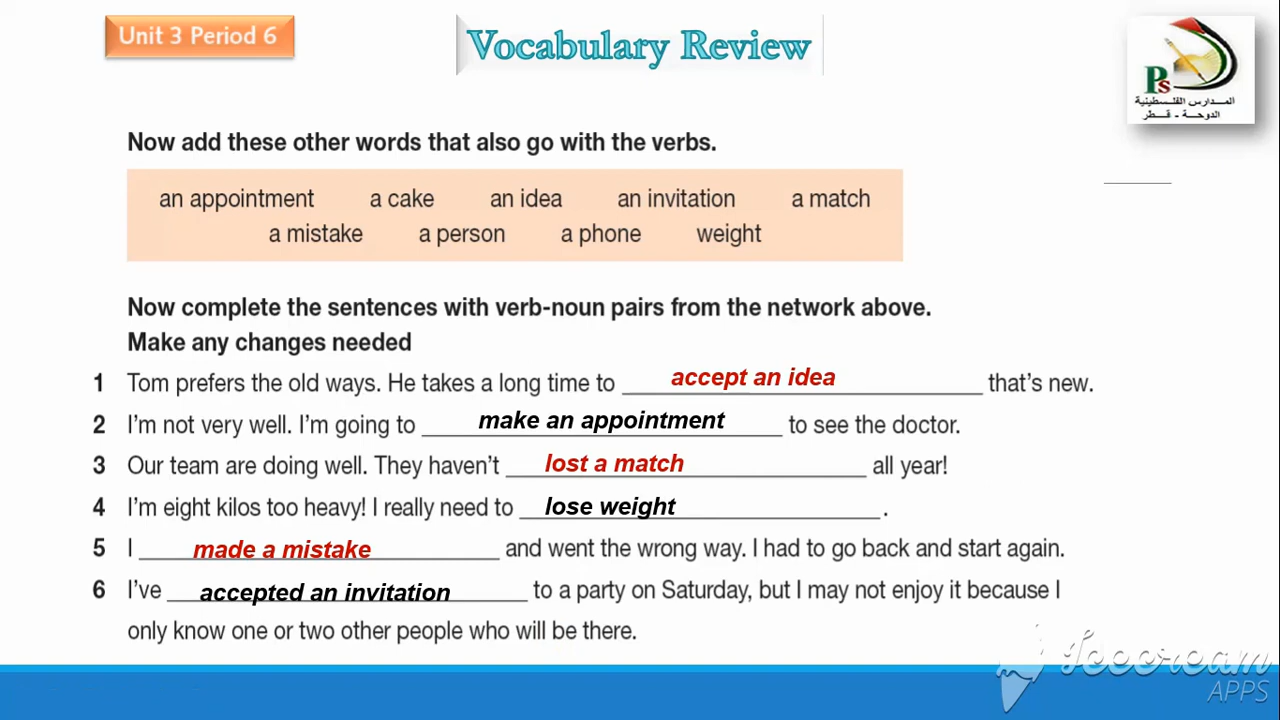 Unit 3 Period 6
Vocabulary Review
Ps
المدارس الفلسطينية
الدوحة - قطر
Now add these other words that also go with the verbs.
an appointment a cake an idea an invitation a match
a mistake a person a phone weight
Now complete the sentences with verb-noun pairs from the network above.
Make any changes needed
1 Tom prefers the old ways. He takes a long time to accept an idea that's new.
2 I'm not very well. I'm going to make an appointment to see the doctor.
3 Our team are doing well. They haven't lost a match all year!
4 I'm eight kilos too heavy! I really need to lose weight.
5 I made a mistake and went the wrong way. I had to go back and start again.
6 I've accepted an invitation to a party on Saturday, but I may not enjoy it because I
only know one or two other people who will be there.
Icecream
APPS